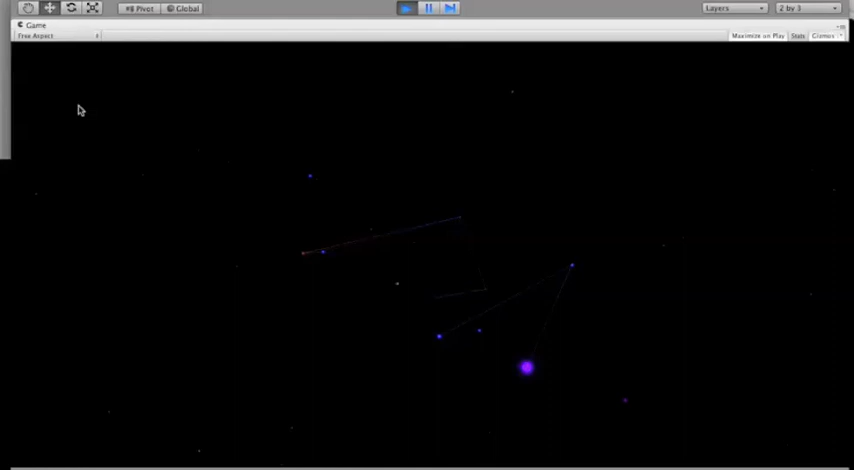 Pivot Global Layers 2 by 3
Game
Free Aspect Maximize on Play Stats Gizmos